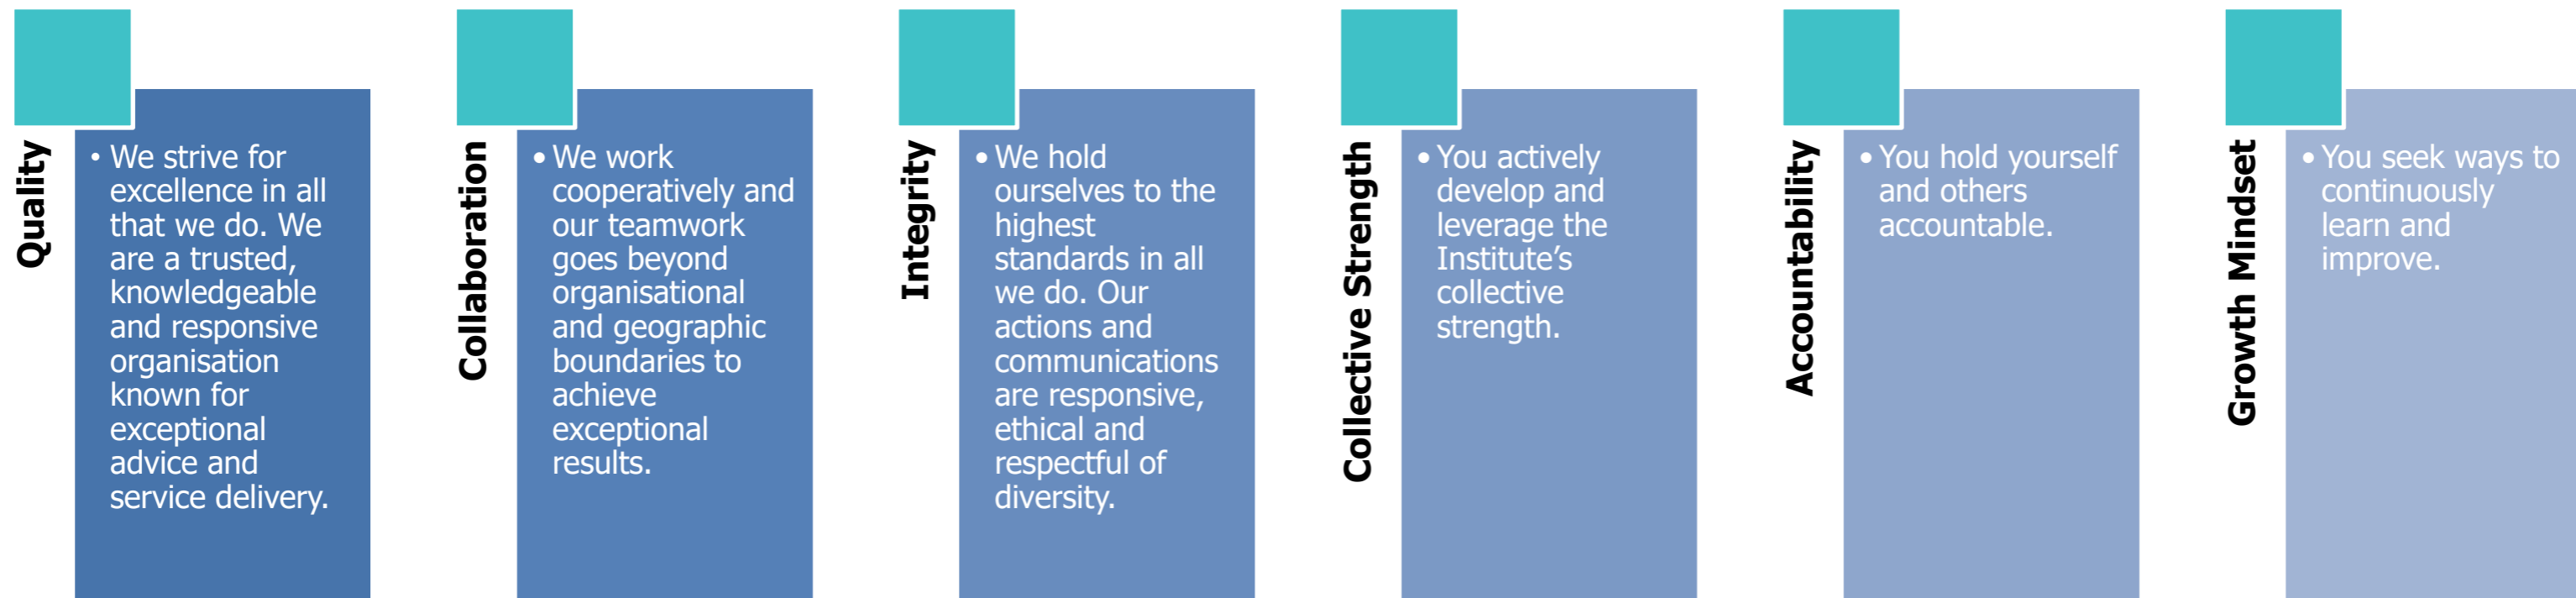 Quality
• We strive for
excellence in all
that we do. We
are a trusted,
knowledgeable
and responsive
organisation
known for
exceptional
advice and
service delivery.
Collaboration
• We work
cooperatively and
our teamwork
goes beyond
organisational
and geographic
boundaries to
achieve
exceptional
results.
Integrity
• We hold
ourselves to the
highest
standards in all
we do. Our
actions and
communications
are responsive,
ethical and
respectful of
diversity.
Collective Strength
• You actively
develop and
leverage the
Institute’s
collective
strength.
Accountability
• You hold yourself
and others
accountable.
Growth Mindset
• You seek ways to
continuously
learn and
improve.